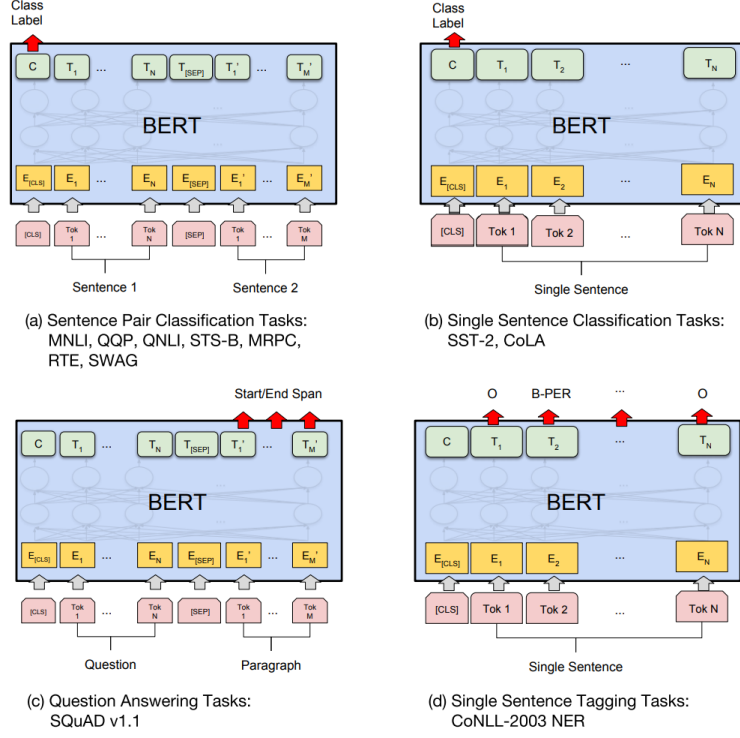 Class
Label
C T1 ... TN T[SEP] T1' ... TM'
BERT
E[CLS] E1 ... EN E[SEP] E1' ... EM'
[CLS] Tok 1 ... Tok N [SEP] Tok 1 ... Tok M
Sentence 1 Sentence 2
(a) Sentence Pair Classification Tasks:
MNLI, QQP, QNLI, STS-B, MRPC,
RTE, SWAG
Class
Label
C T1 T2 ... TN
BERT
E[CLS] E1 E2 ... EN
[CLS] Tok 1 Tok 2 ... Tok N
Single Sentence
(b) Single Sentence Classification Tasks:
SST-2, CoLA
Start/End Span
C T1 ... TN T[SEP] T1' ... TM'
BERT
E[CLS] E1 ... EN E[SEP] E1' ... EM'
[CLS] Tok 1 ... Tok N [SEP] Tok 1 ... Tok M
Question Paragraph
(c) Question Answering Tasks:
SQuAD v1.1
O B-PER ... O
C T1 T2 ... TN
BERT
E[CLS] E1 E2 ... EN
[CLS] Tok 1 Tok 2 ... Tok N
Single Sentence
(d) Single Sentence Tagging Tasks:
CoNLL-2003 NER